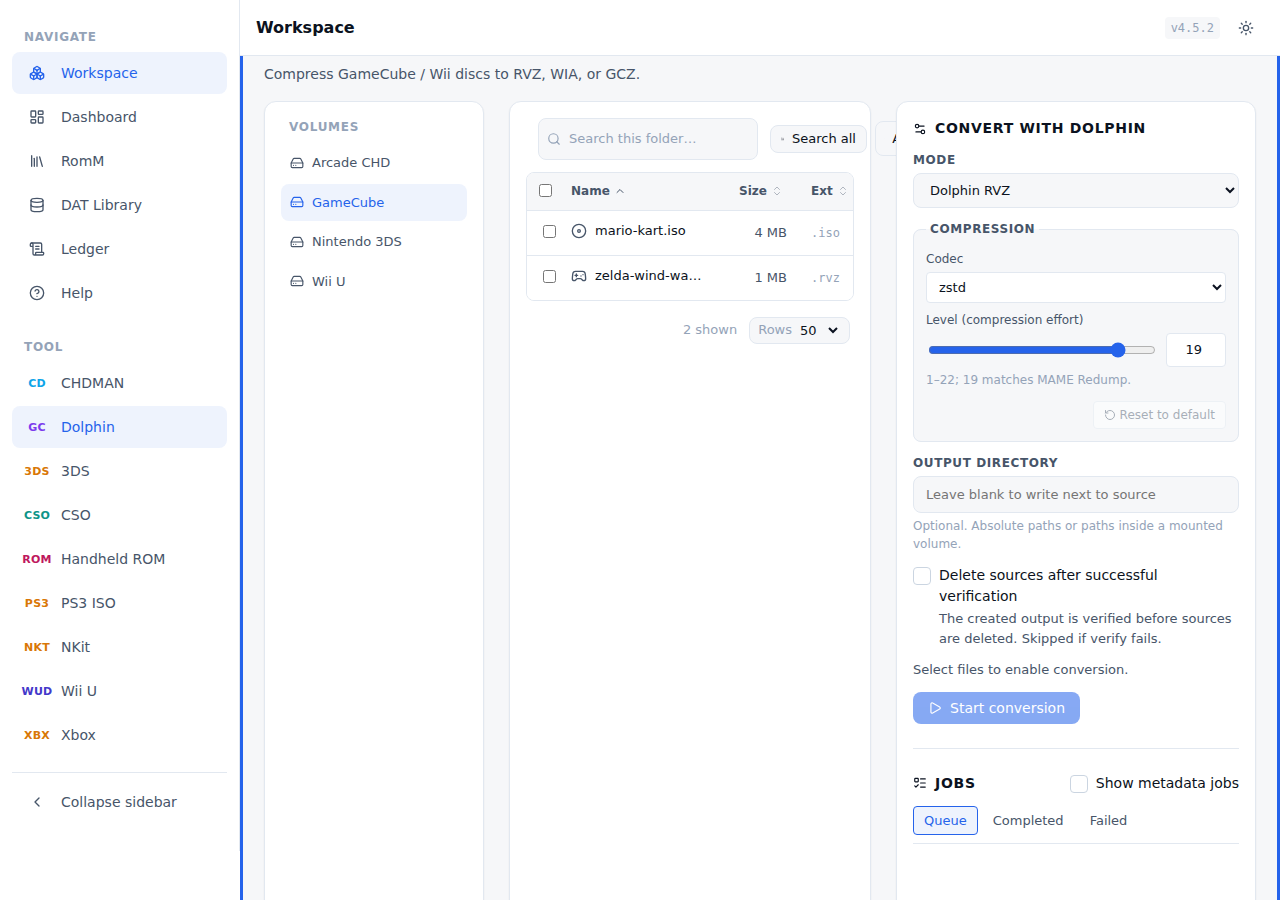 NAVIGATE
Workspace
Dashboard
RomM
DAT Library
Ledger
Help
TOOL
CD CHDMAN
GC Dolphin
3DS 3DS
CSO CSO
ROM Handheld ROM
PS3 PS3 ISO
NKT NKit
WUD Wii U
XBX Xbox
Collapse sidebar
Workspace
v4.5.2
Compress GameCube / Wii discs to RVZ, WIA, or GCZ.
VOLUMES
Arcade CHD
GameCube
Nintendo 3DS
Wii U
Search this folder…
Search all
Name Size Ext
mario-kart.iso 4 MB .iso
zelda-wind-wa… 1 MB .rvz
2 shown Rows 50
CONVERT WITH DOLPHIN
MODE
Dolphin RVZ
COMPRESSION
Codec
zstd
Level (compression effort)
19
1–22; 19 matches MAME Redump.
Reset to default
OUTPUT DIRECTORY
Leave blank to write next to source
Optional. Absolute paths or paths inside a mounted
volume.
Delete sources after successful
verification
The created output is verified before sources
are deleted. Skipped if verify fails.
Select files to enable conversion.
Start conversion
JOBS
Show metadata jobs
Queue Completed Failed